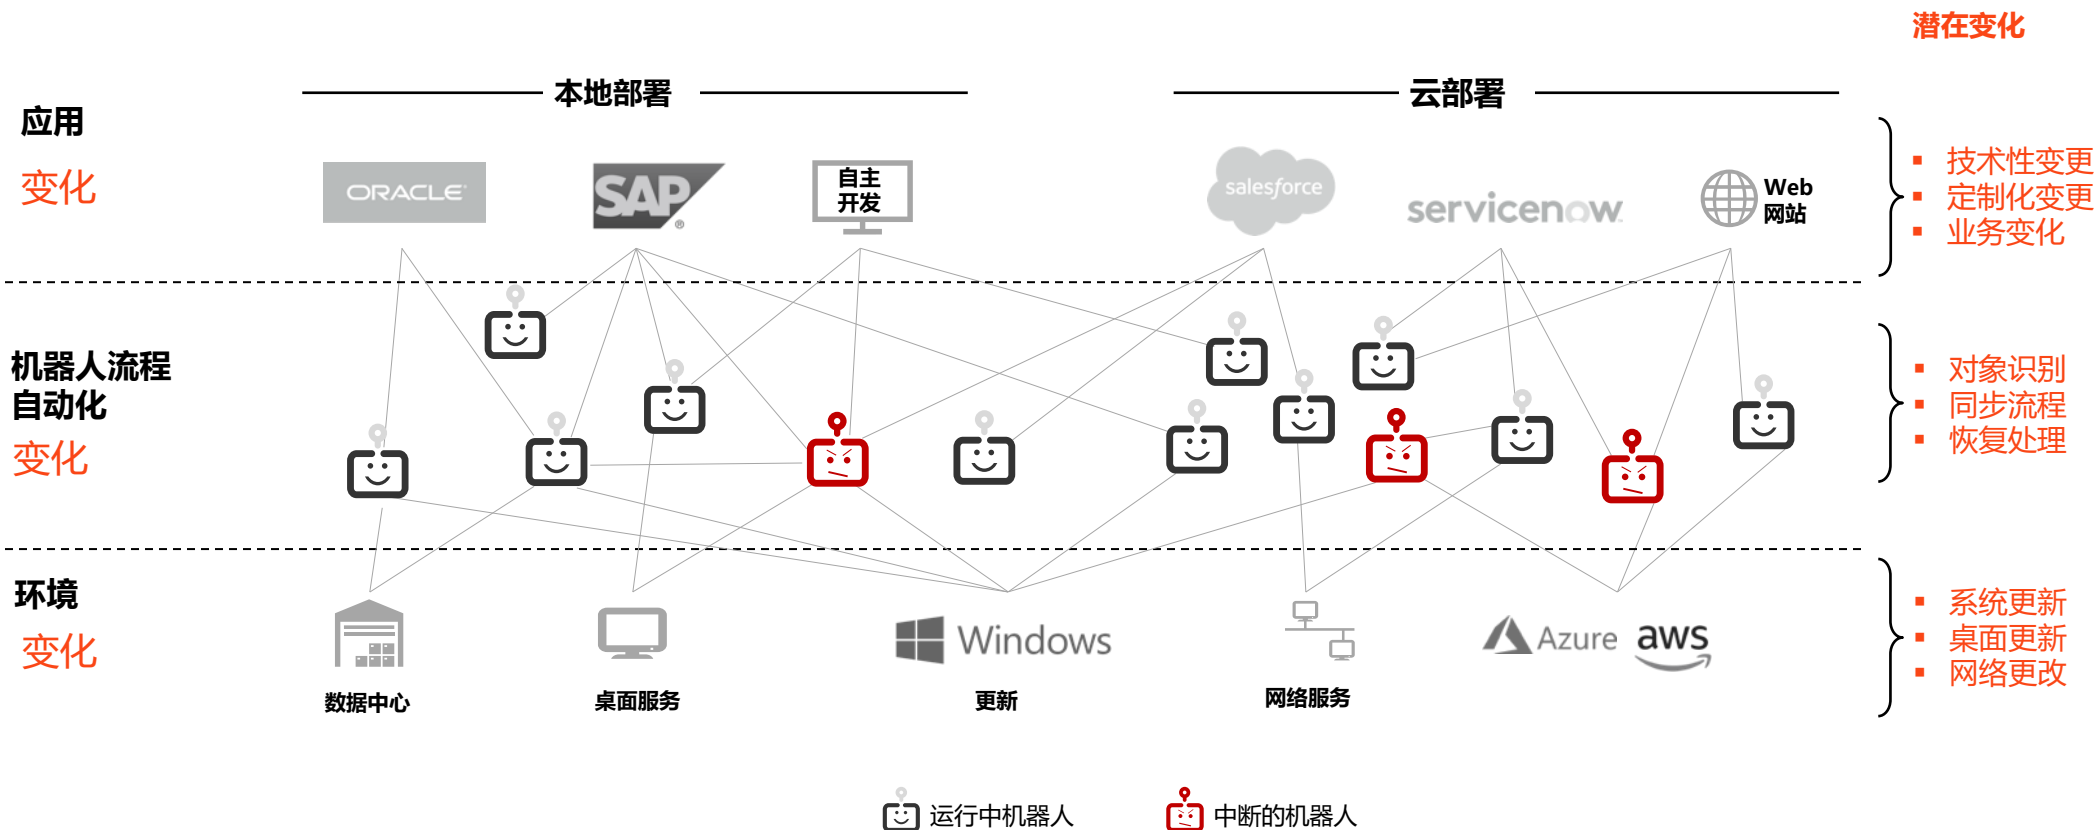 潜在变化
本地部署
云部署
应用
变化
ORACLE
SAP
®
自主
开发
salesforce
servicenow
Web
网站
技术性变更
定制化变更
业务变化
机器人流程
自动化
变化
对象识别
同步流程
恢复处理
环境
变化
Windows
Azure
aws
数据中心
桌面服务
更新
网络服务
系统更新
桌面更新
网络更改
运行中机器人
中断的机器人